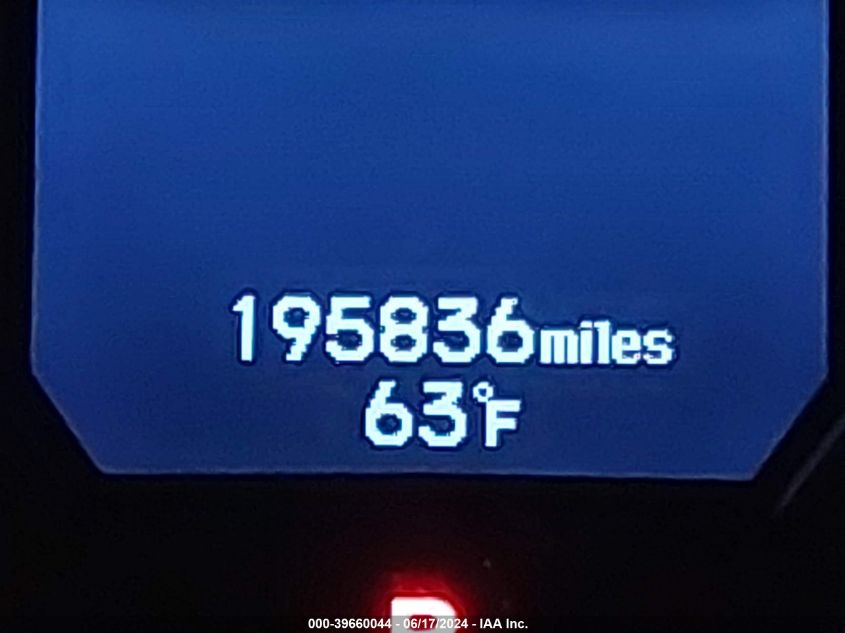 195836miles
63°F
000-39660044 - 06/17/2024 - IAA Inc.